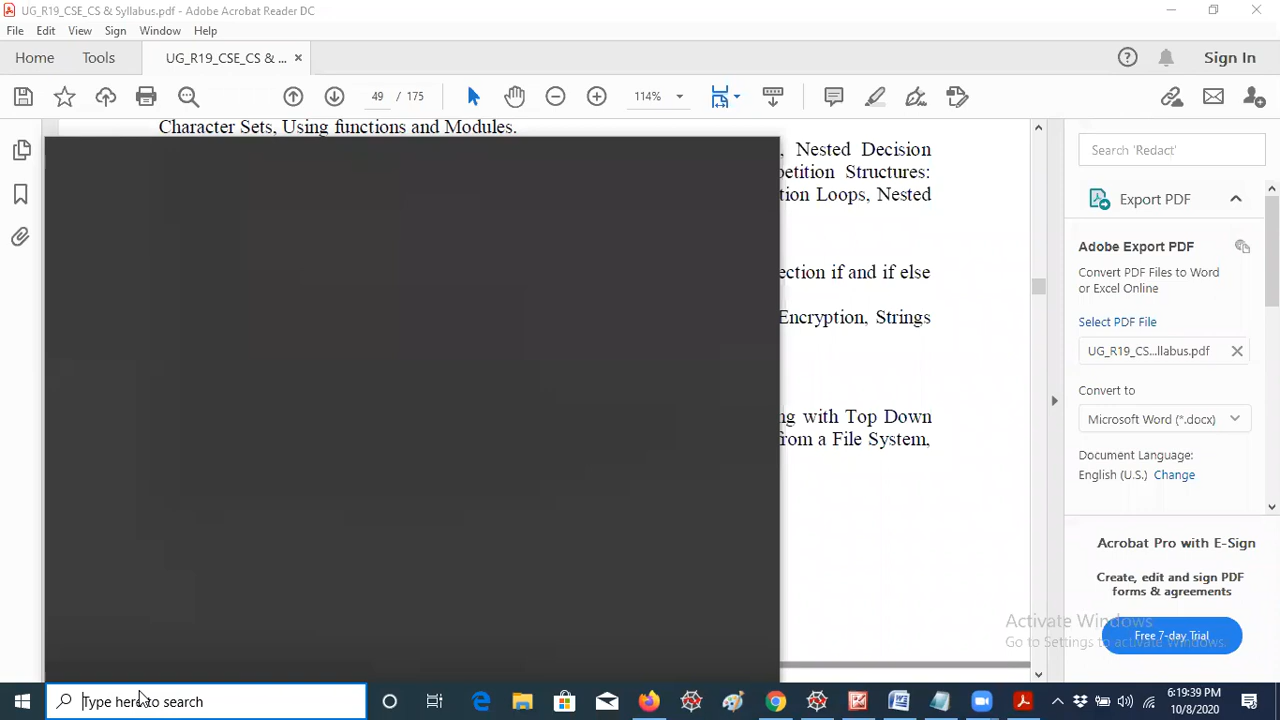 UG_R19_CSE_CS & Syllabus.pdf - Adobe Acrobat Reader DC
File Edit View Sign Window Help
Home Tools UG_R19_CSE_CS & ... Sign In
49 / 175 114%
Character Sets, Using functions and Modules.
, Nested Decision
petition Structures:
tion Loops, Nested
ection if and if else
Encryption, Strings
ng with Top Down
from a File System,
Search 'Redact'
Export PDF
Adobe Export PDF
Convert PDF Files to Word
or Excel Online
Select PDF File
UG_R19_CS...llabus.pdf
Convert to
Microsoft Word (*.docx)
Document Language:
English (U.S.) Change
Acrobat Pro with E-Sign
Create, edit and sign PDF
forms & agreements
Free 7-day Trial
Activate Windows
Go to Settings to activate Windows.
Type here to search
6:19:39 PM
10/8/2020